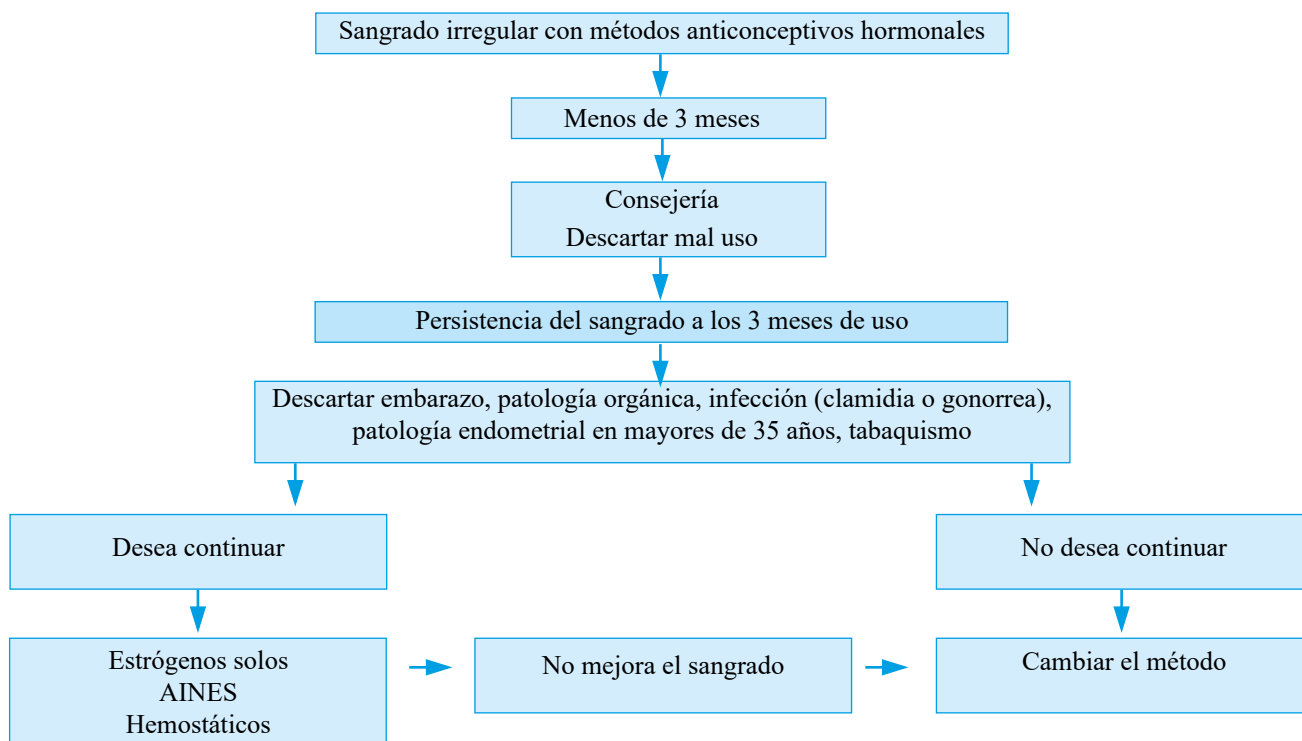 Sangrado irregular con métodos anticonceptivos hormonales
Menos de 3 meses
Consejería
Descartar mal uso
Persistencia del sangrado a los 3 meses de uso
Descartar embarazo, patología orgánica, infección (clamidia o gonorrea),
patología endometrial en mayores de 35 años, tabaquismo
Desea continuar
No desea continuar
Estrógenos solos
AINES
Hemostáticos
No mejora el sangrado
Cambiar el método